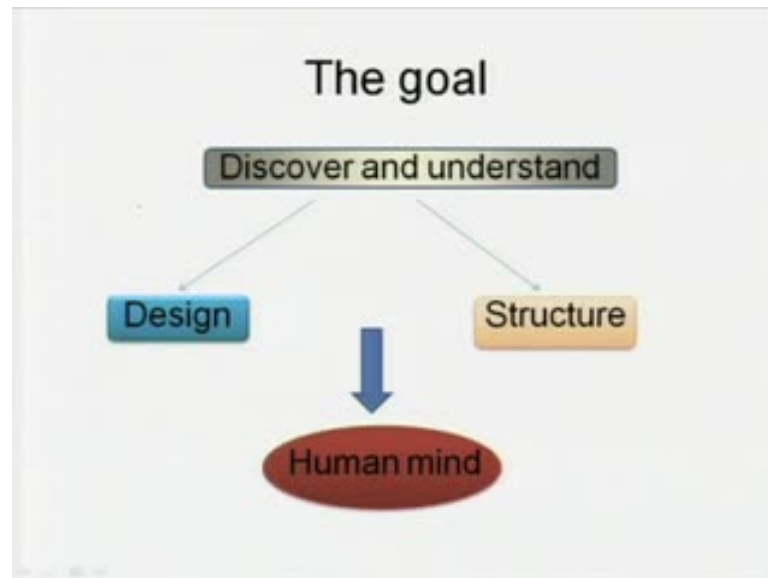 The goal
Discover and understand
Design
Structure
Human mind